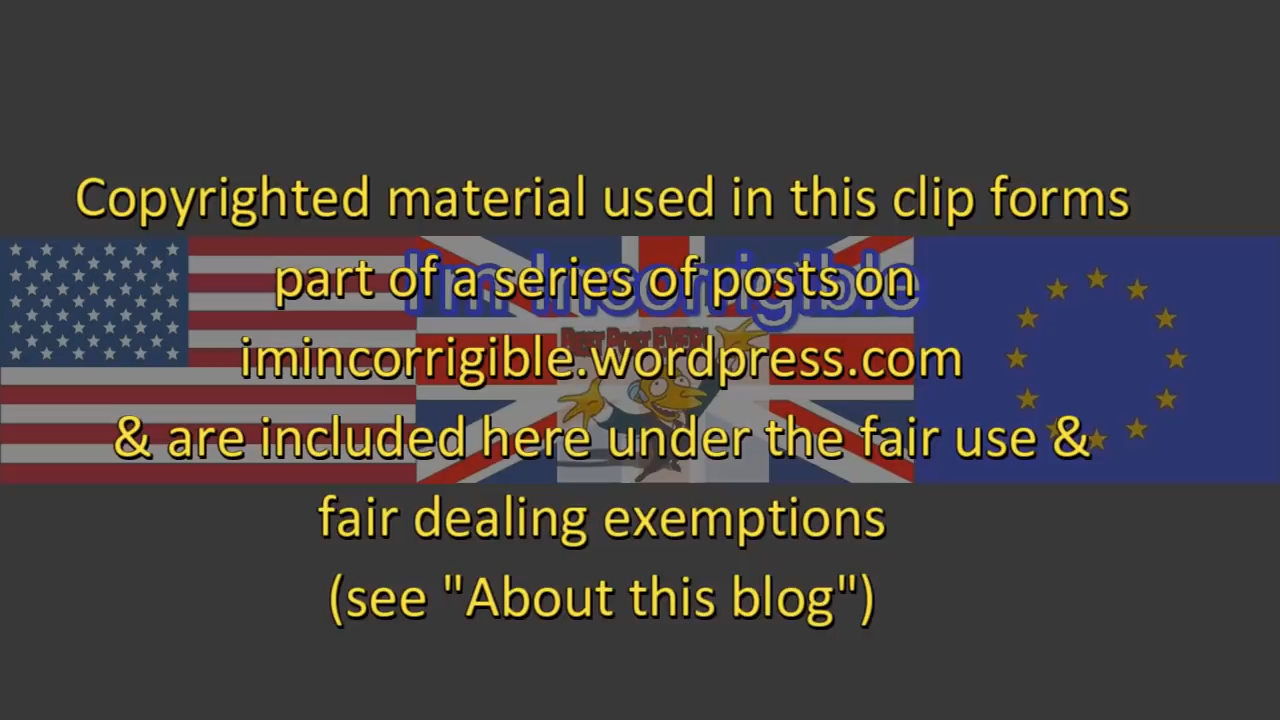 Copyrighted material used in this clip forms
part of a series of posts on
I'm Incorrigible
imincorrigible.wordpress.com
& are included here under the fair use &
fair dealing exemptions
(see "About this blog")